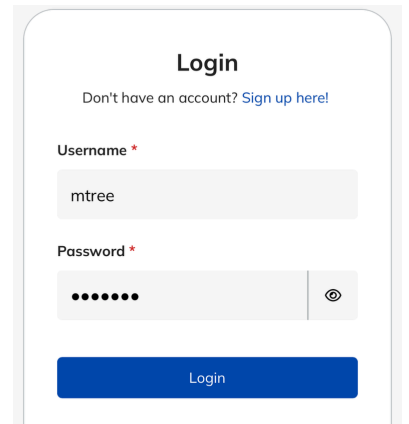 Login
Don't have an account? Sign up here!
Username *
mtree
Password *
•••••••
Login